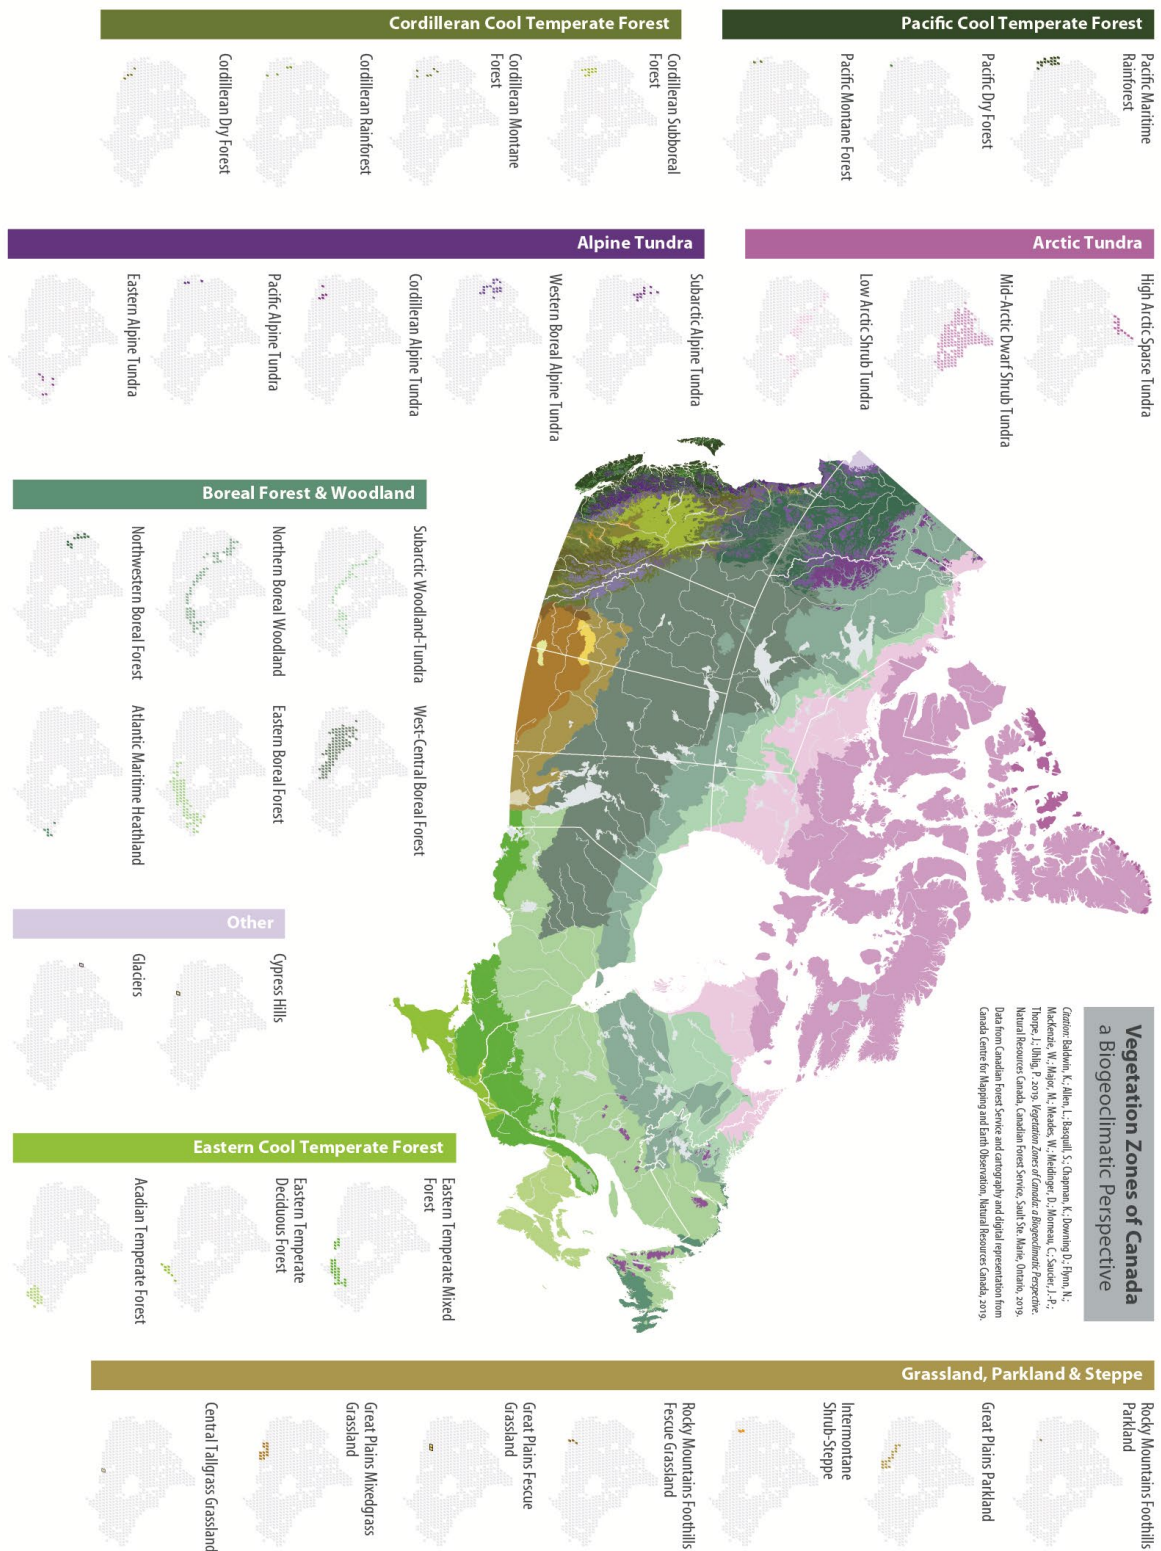 Vegetation Zones of Canada
a Biogeoclimatic Perspective
Citation: Baldwin, K.; Allen, L.; Basquill, S.; Chapman, K.; Downing D.; Flynn, N.;
MacKenzie, W.; Major, M.; Meades, W.; Meidinger, D.; Morneau, C.; Saucier, J.-P.;
Thorpe, J.; Uhlig, P. 2019. Vegetation Zones of Canada: a Biogeoclimatic Perspective.
Natural Resources Canada, Canadian Forest Service, Sault Ste. Marie, Ontario, 2019.
Data from Canadian Forest Service and cartography and digital representation from
Canada Centre for Mapping and Earth Observation, Natural Resources Canada, 2019.
Pacific Cool Temperate Forest
Pacific Maritime
Rainforest
Pacific Dry Forest
Pacific Montane Forest
Cordilleran Cool Temperate Forest
Cordilleran Subboreal
Forest
Cordilleran Montane
Forest
Cordilleran Rainforest
Cordilleran Dry Forest
Arctic Tundra
High Arctic Sparse Tundra
Mid-Arctic Dwarf Shrub Tundra
Low Arctic Shrub Tundra
Alpine Tundra
Subarctic Alpine Tundra
Western Boreal Alpine Tundra
Cordilleran Alpine Tundra
Pacific Alpine Tundra
Eastern Alpine Tundra
Boreal Forest & Woodland
Subarctic Woodland-Tundra
Northern Boreal Woodland
Northwestern Boreal Forest
West-Central Boreal Forest
Eastern Boreal Forest
Atlantic Maritime Heathland
Other
Cypress Hills
Glaciers
Eastern Cool Temperate Forest
Eastern Temperate Mixed
Forest
Eastern Temperate
Deciduous Forest
Acadian Temperate Forest
Grassland, Parkland & Steppe
Rocky Mountains Foothills
Parkland
Great Plains Parkland
Intermontane
Shrub-Steppe
Rocky Mountains Foothills
Fescue Grassland
Great Plains Fescue
Grassland
Great Plains Mixedgrass
Grassland
Central Tallgrass Grassland